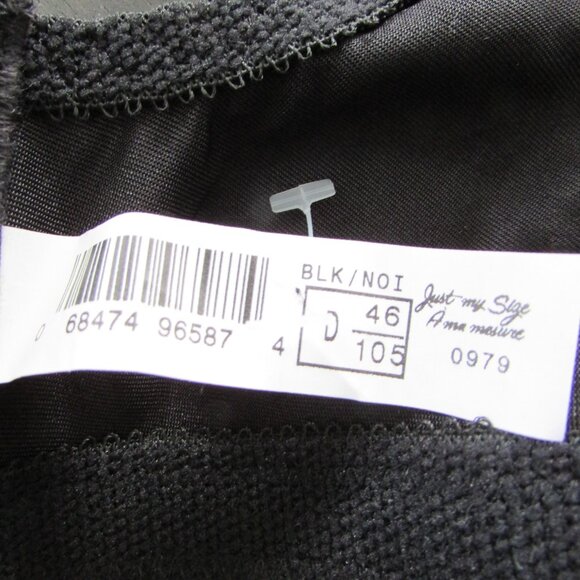 BLK/NOI
Just my Size
A ma mesure
0979
D 46
105
0 68474 96587 4